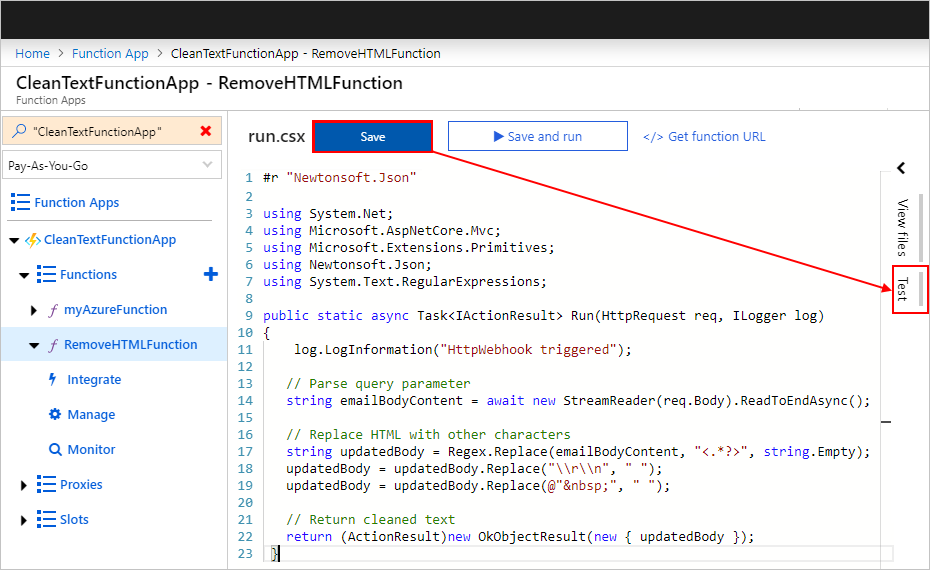 Home > Function App > CleanTextFunctionApp - RemoveHTMLFunction
CleanTextFunctionApp - RemoveHTMLFunction
Function Apps
"CleanTextFunctionApp"
Pay-As-You-Go
Function Apps
CleanTextFunctionApp
Functions
myAzureFunction
RemoveHTMLFunction
Integrate
Manage
Monitor
Proxies
Slots
run.csx
Save
Save and run
</> Get function URL
1 #r "Newtonsoft.Json"
2
3 using System.Net;
4 using Microsoft.AspNetCore.Mvc;
5 using Microsoft.Extensions.Primitives;
6 using Newtonsoft.Json;
7 using System.Text.RegularExpressions;
8
9 public static async Task<IActionResult> Run(HttpRequest req, ILogger log)
10 {
11     log.LogInformation("HttpWebhook triggered");
12
13    // Parse query parameter
14    string emailBodyContent = await new StreamReader(req.Body).ReadToEndAsync();
15
16    // Replace HTML with other characters
17    string updatedBody = Regex.Replace(emailBodyContent, "<.*?>", string.Empty);
18    updatedBody = updatedBody.Replace("\\r\\n", " ");
19    updatedBody = updatedBody.Replace(@"&nbsp;", " ");
20
21    // Return cleaned text
22    return (ActionResult)new OkObjectResult(new { updatedBody });
23 }
View files
Test